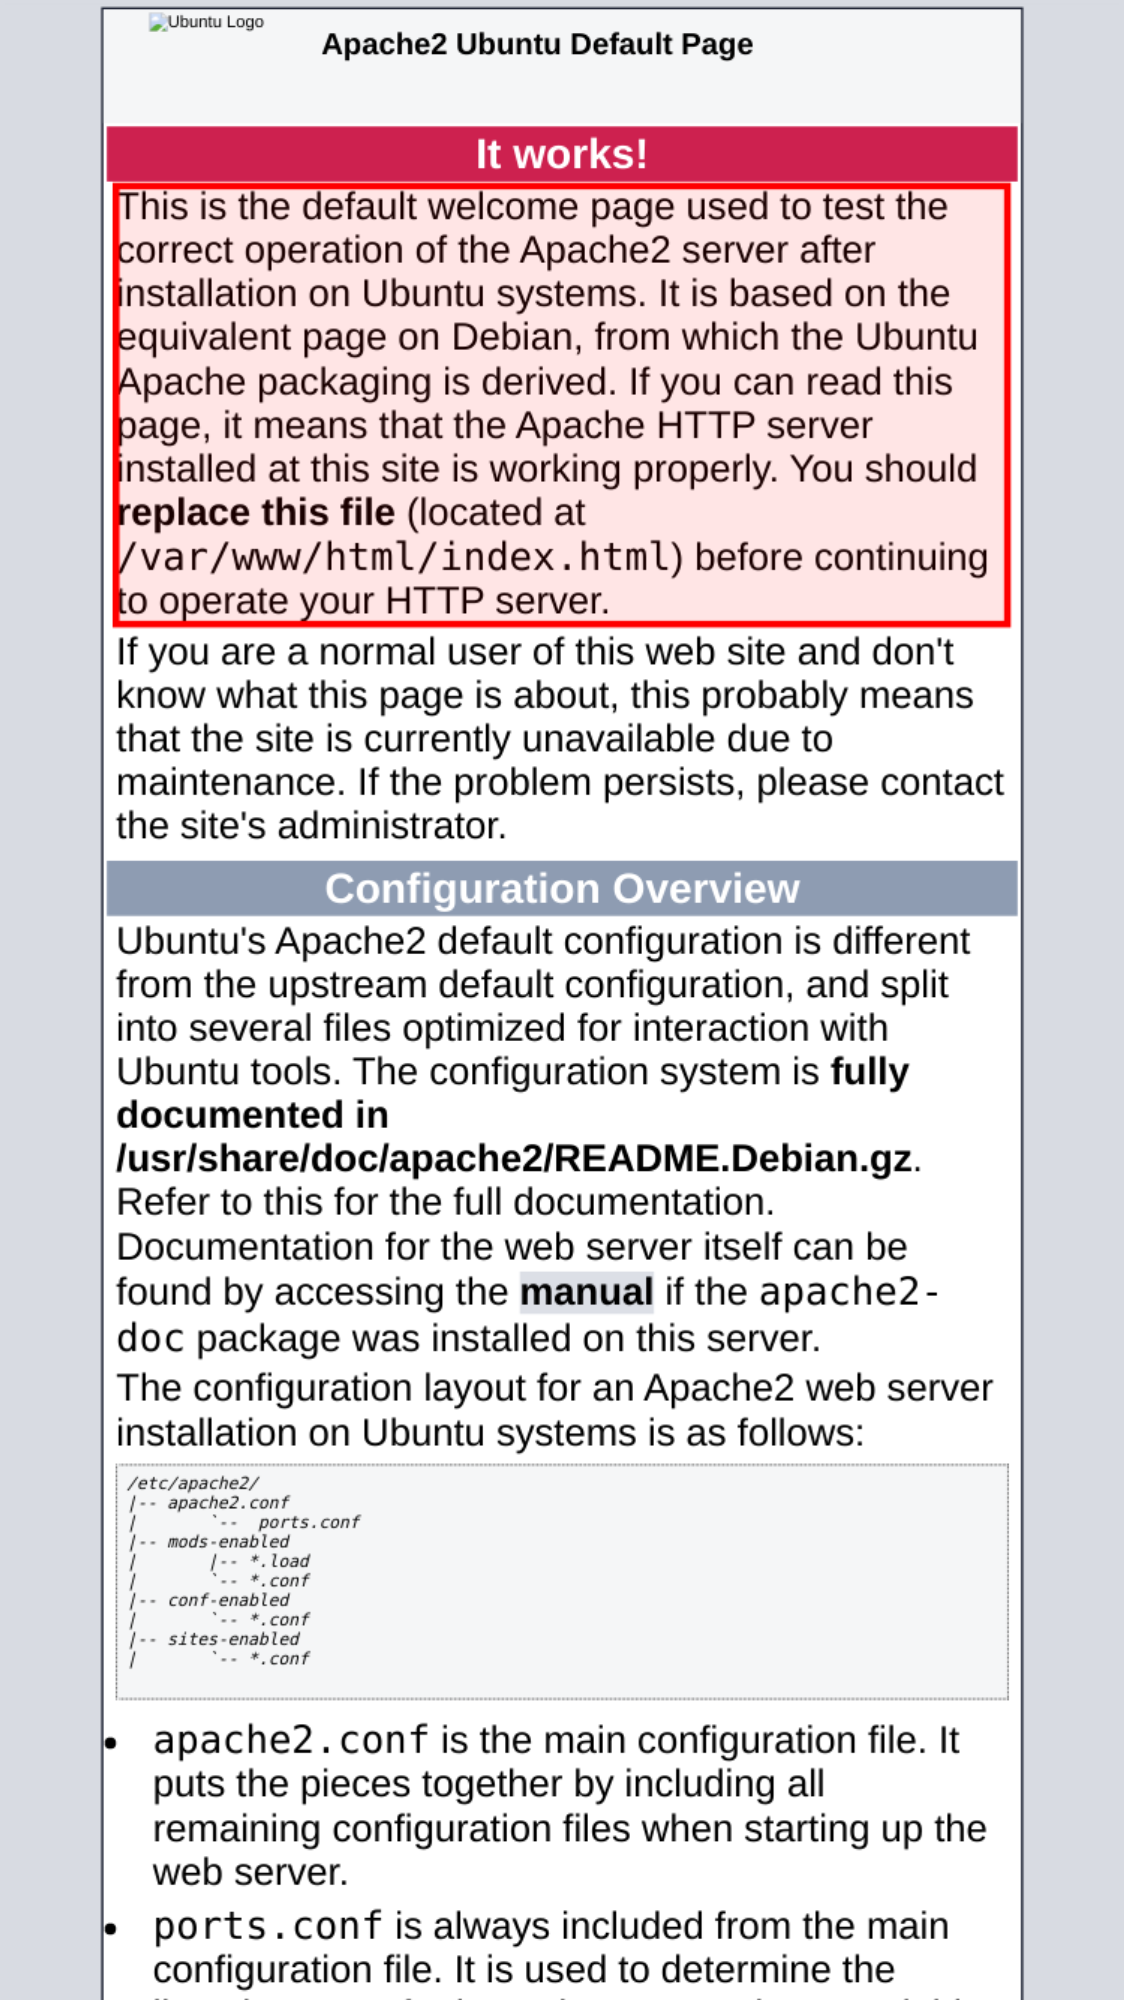 Ubuntu Logo
Apache2 Ubuntu Default Page
It works!
This is the default welcome page used to test the
correct operation of the Apache2 server after
installation on Ubuntu systems. It is based on the
equivalent page on Debian, from which the Ubuntu
Apache packaging is derived. If you can read this
page, it means that the Apache HTTP server
installed at this site is working properly. You should
replace this file (located at
/var/www/html/index.html) before continuing
to operate your HTTP server.
If you are a normal user of this web site and don't
know what this page is about, this probably means
that the site is currently unavailable due to
maintenance. If the problem persists, please contact
the site's administrator.
Configuration Overview
Ubuntu's Apache2 default configuration is different
from the upstream default configuration, and split
into several files optimized for interaction with
Ubuntu tools. The configuration system is fully
documented in
/usr/share/doc/apache2/README.Debian.gz.
Refer to this for the full documentation.
Documentation for the web server itself can be
found by accessing the manual if the apache2-
doc package was installed on this server.
The configuration layout for an Apache2 web server
installation on Ubuntu systems is as follows:
/etc/apache2/
|-- apache2.conf
|       `--  ports.conf
|-- mods-enabled
|       |-- *.load
|       `-- *.conf
|-- conf-enabled
|       `-- *.conf
|-- sites-enabled
|       `-- *.conf
• apache2.conf is the main configuration file. It
puts the pieces together by including all
remaining configuration files when starting up the
web server.
• ports.conf is always included from the main
configuration file. It is used to determine the